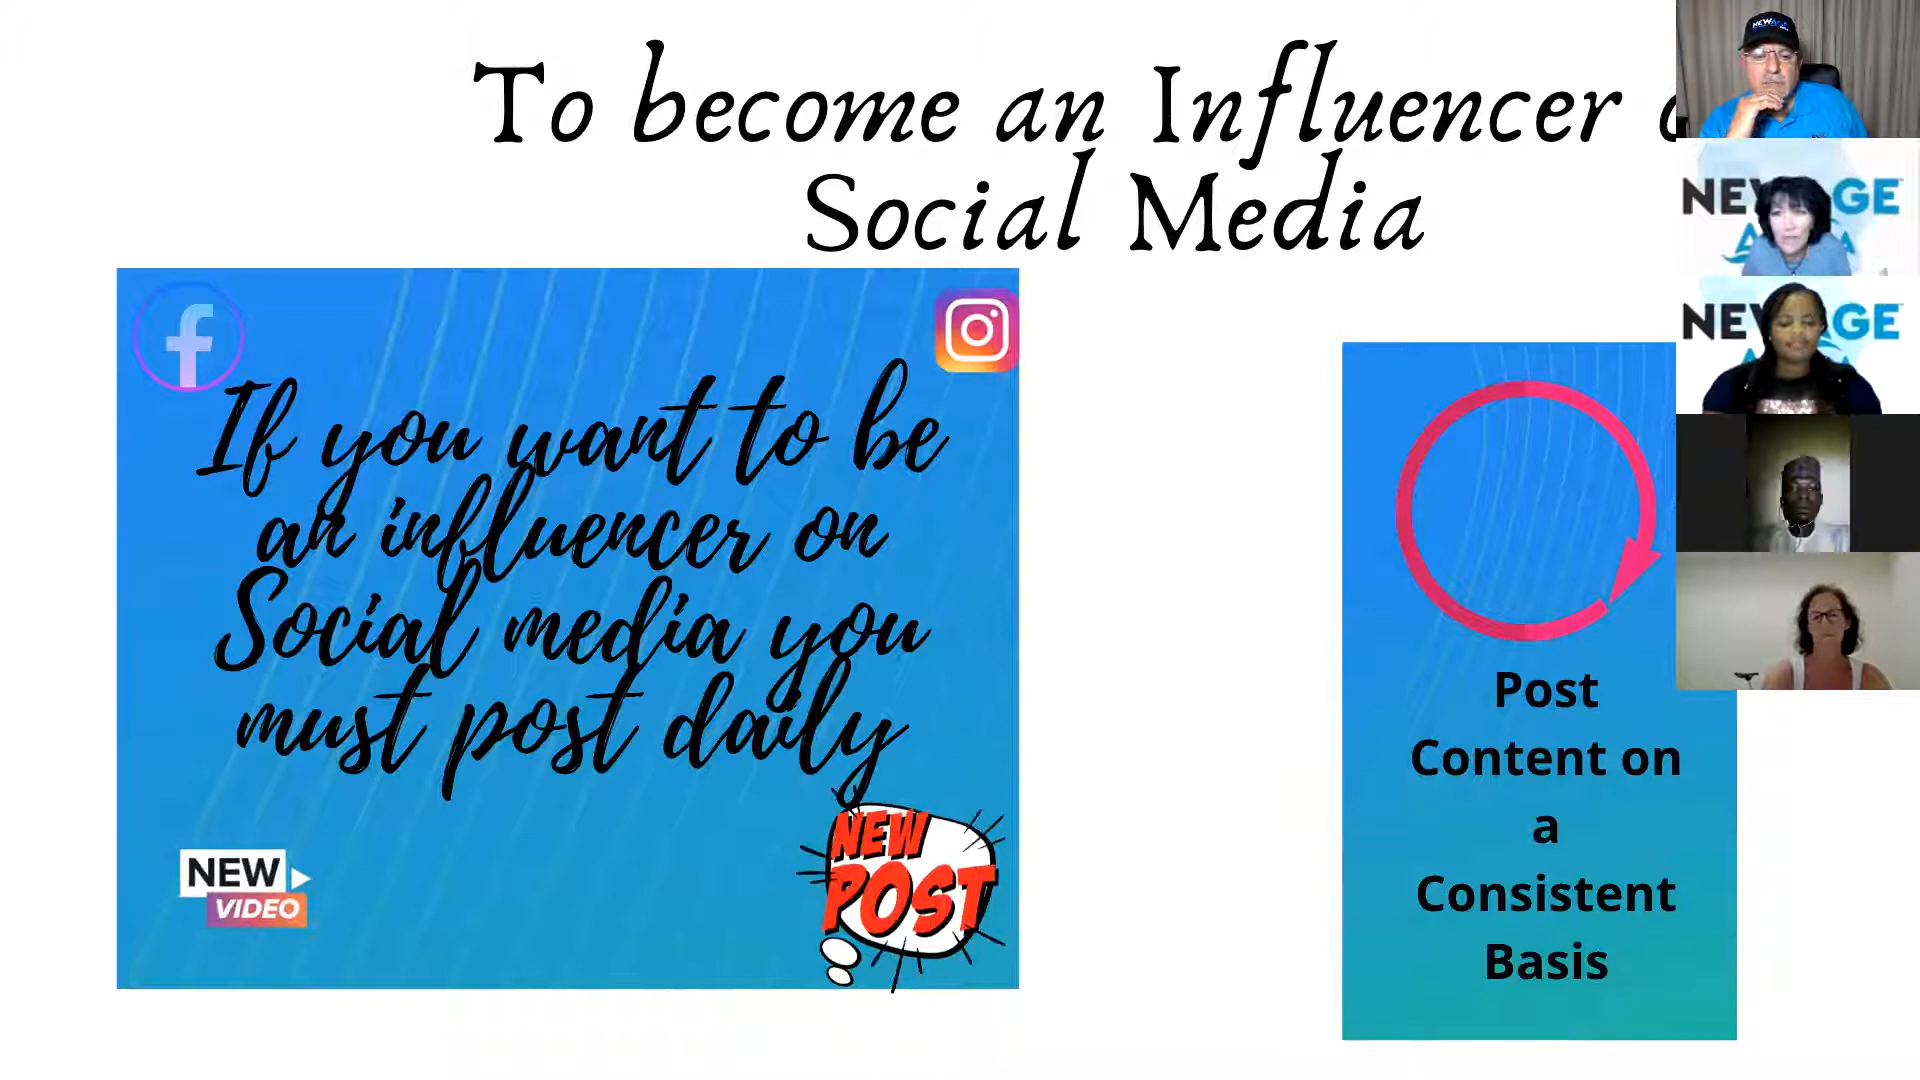 To become an Influencer
Social Media
If you want to be
an influencer on
Social media you
must post daily
NEW
VIDEO
NEW
POST
Post
Content on
a
Consistent
Basis